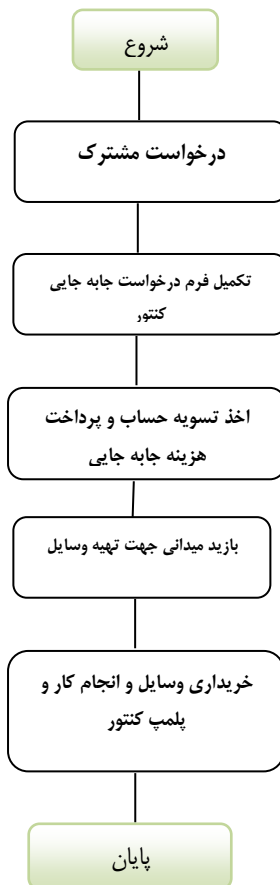 شروع
درخواست مشترک
تکمیل فرم درخواست جابه جایی
کنتور
اخذ تسویه حساب و پرداخت
هزینه جابه جایی
بازید میدانی جهت تهیه وسایل
خریداری وسایل و انجام کار و
پلمپ کنتور
پایان